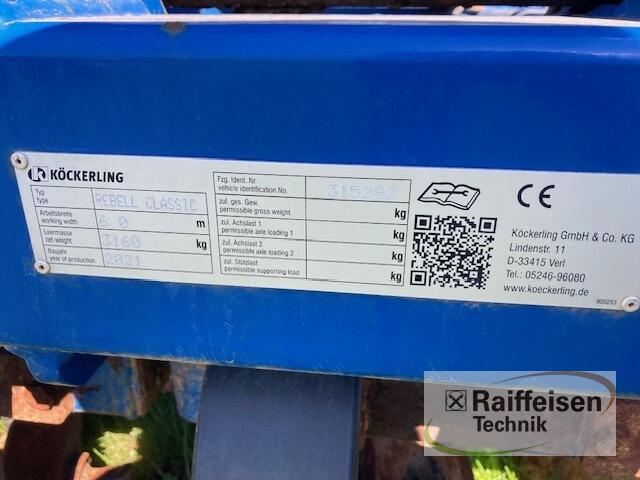 KÖCKERLING
Typ
type
REBELL CLASSIC
Arbeitsbreite
working width
6 0
m
Leermasse
net weight
3160
kg
Baujahr
year of production
2021
Fzg. Ident. Nr.
vehicle identification No.
315292
zul. ges. Gew.
permissible gross weight
kg
zul. Achslast 1
permissible axle loading 1
kg
zul. Achslast 2
permissible axle loading 2
kg
zul. Stützlast
permissible supporting load
kg
CE
Köckerling GmbH & Co. KG
Lindenstr. 11
D-33415 Verl
Tel.: 05246-96080
www.koeckerling.de
900253
Raiffeisen
Technik